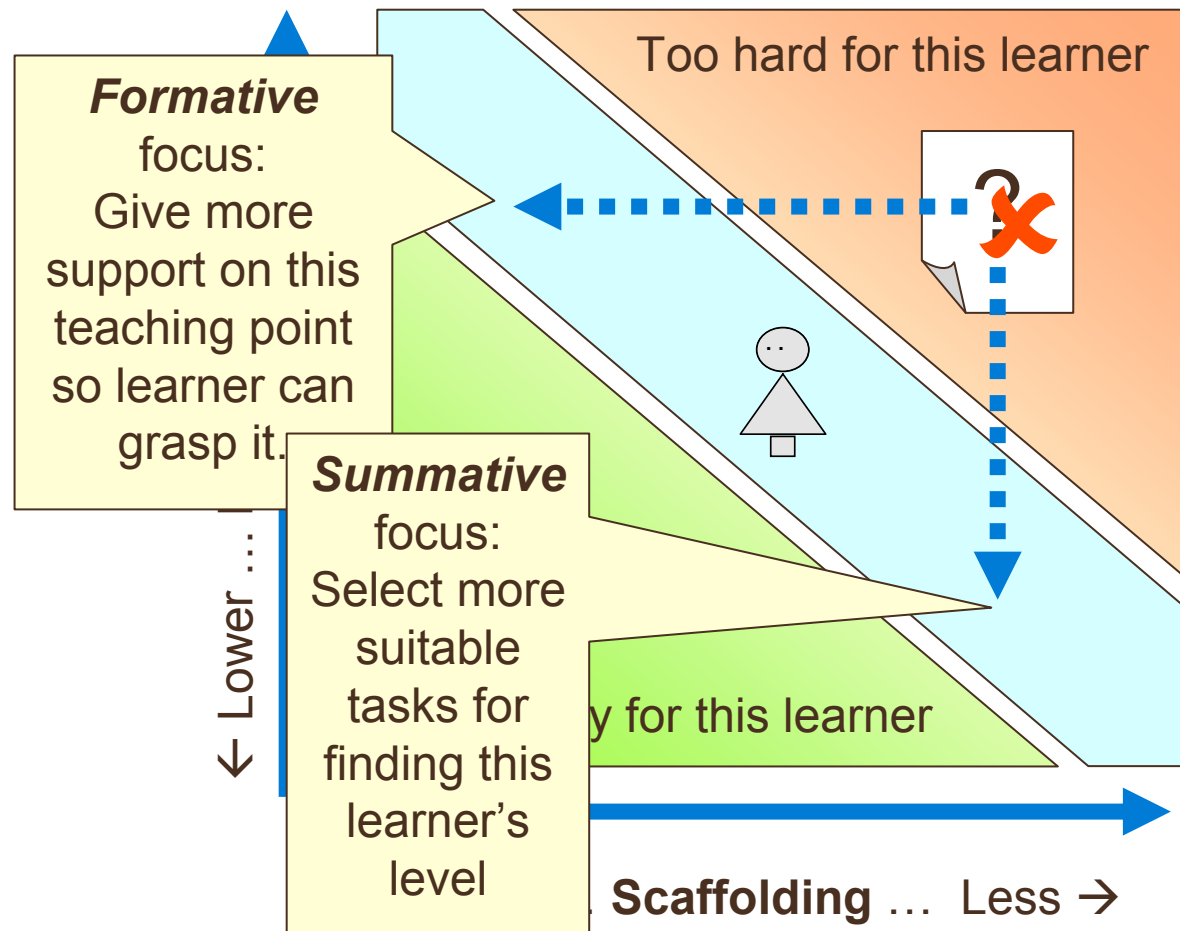 Too hard for this learner
Formative
focus:
Give more
support on this
teaching point
so learner can
grasp it.
?
Summative
focus:
Select more
suitable
tasks for
finding this
learner’s
level
y for this learner
← Lower …
. Scaffolding … Less →